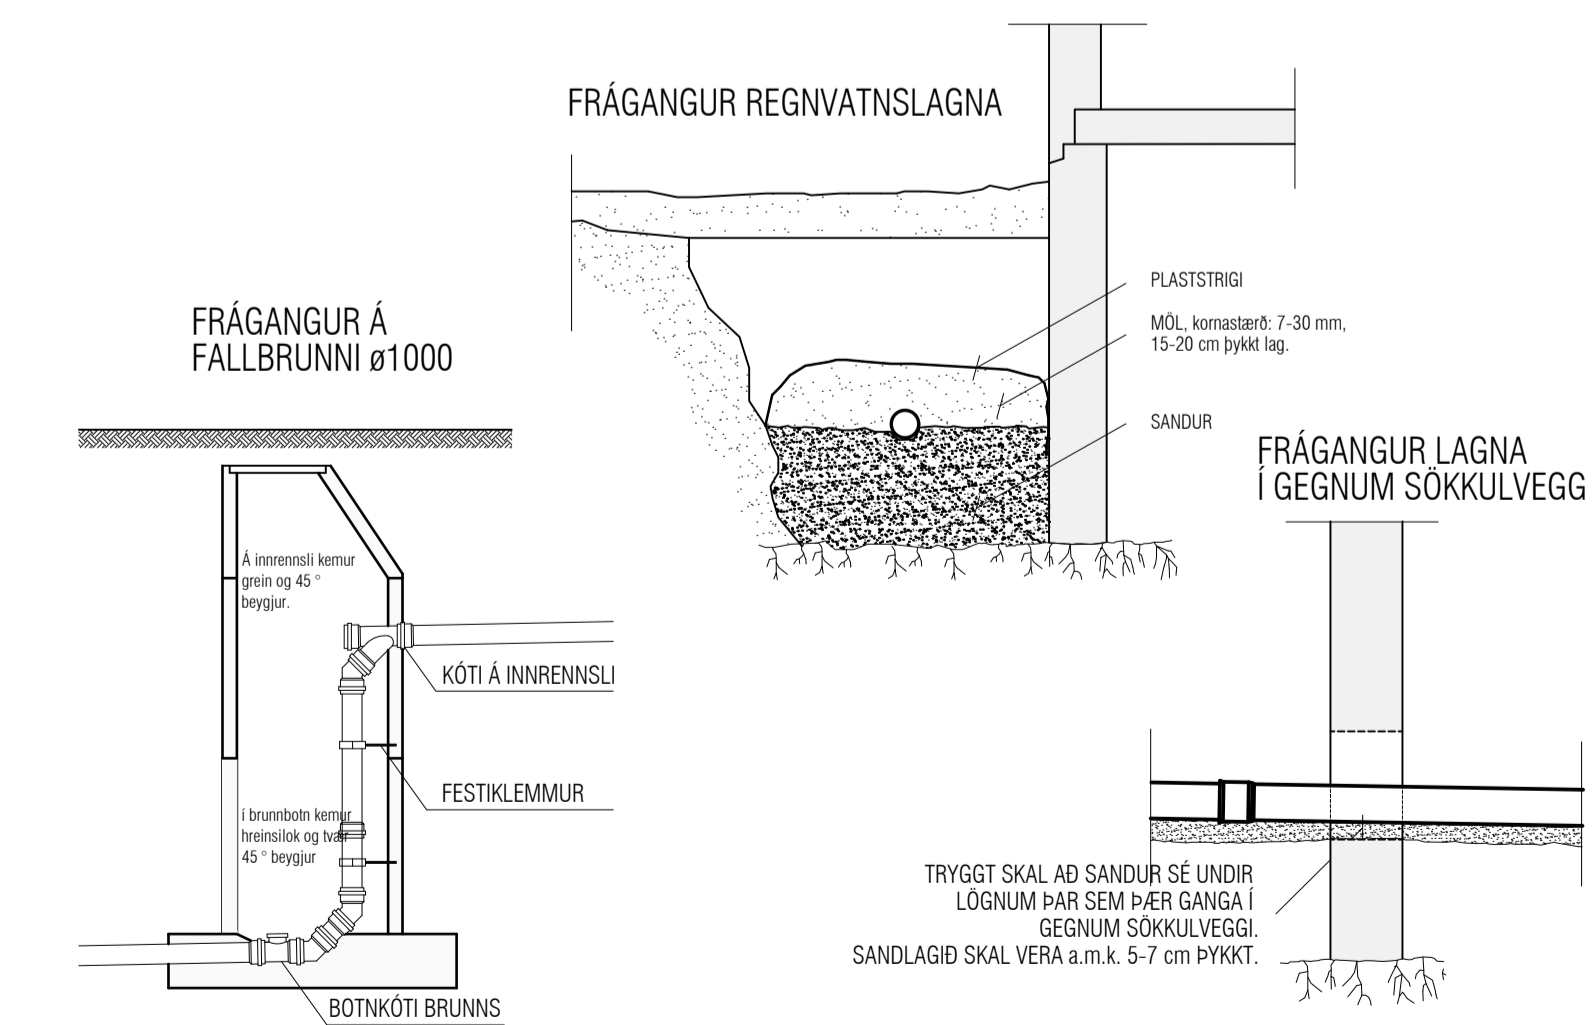 FRÁGANGUR REGNVATNSLAGNA
PLASTSTRIGI
MÖL, kornastærð: 7-30 mm,
15-20 cm þykkt lag.
SANDUR
FRÁGANGUR Á
FALLBRUNNI ø1000
Á innrennsli kemur
grein og 45 °
beygjur.
KÓTI Á INNRENNSLI
FESTIKLEMMUR
í brunnbotn kemur
hreinsilok og tvær
45 ° beygjur
BOTNKÓTI BRUNNS
FRÁGANGUR LAGNA
Í GEGNUM SÖKKULVEGG
TRYGGT SKAL AÐ SANDUR SÉ UNDIR
LÖGNUM ÞAR SEM ÞÆR GANGA Í
GEGNUM SÖKKULVEGGI.
SANDLAGIÐ SKAL VERA a.m.k. 5-7 cm ÞYKKT.